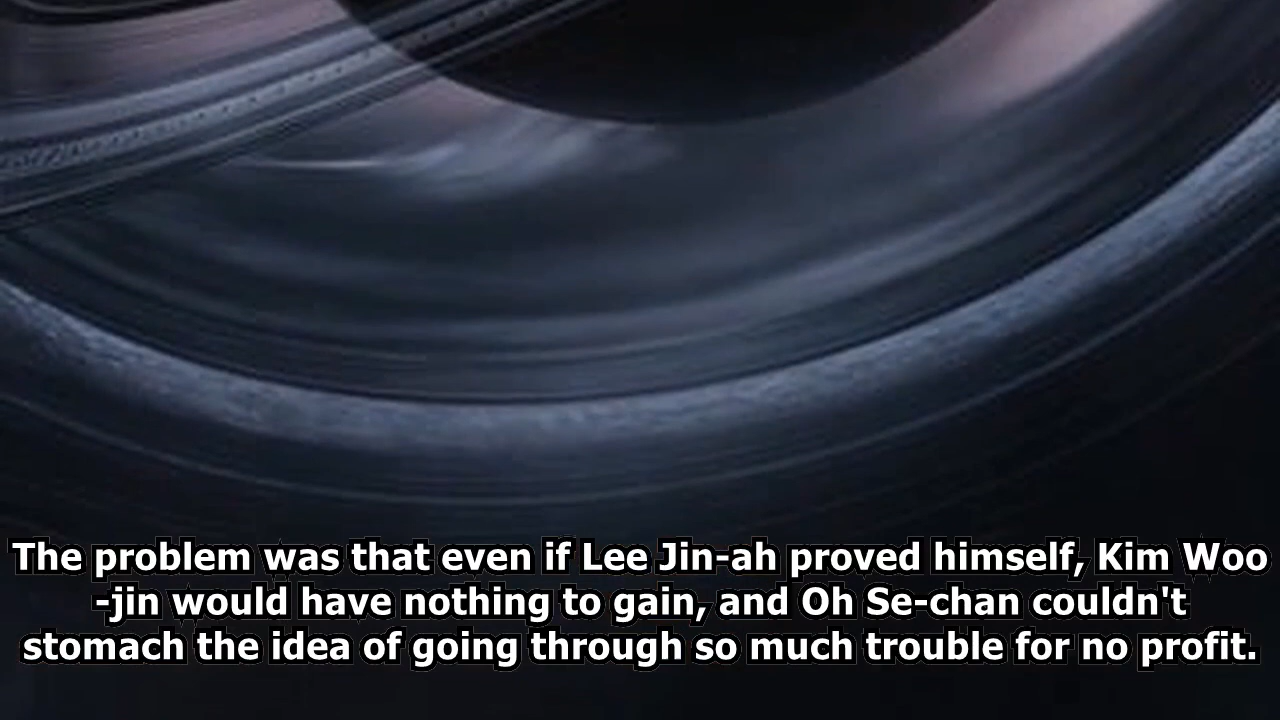 The problem was that even if Lee Jin-ah proved himself, Kim Woo
-jin would have nothing to gain, and Oh Se-chan couldn't
stomach the idea of going through so much trouble for no profit.